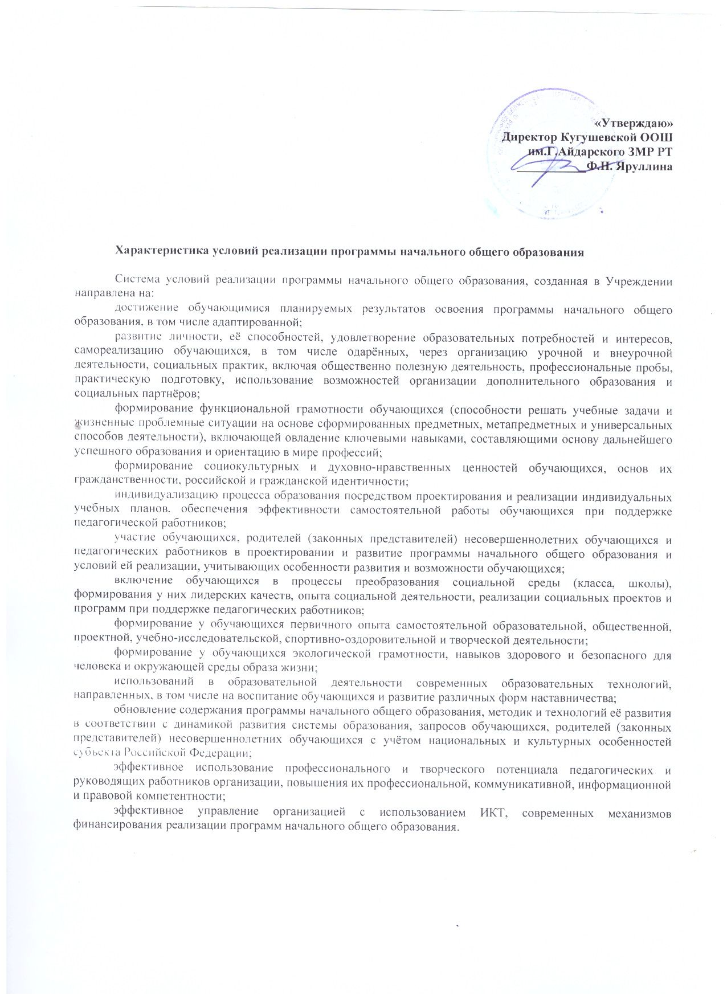 «Утверждаю»
Директор Кугушевской ООШ
им.Г.Айдарского ЗМР РТ
Ф.Н. Яруллина
Характеристика условий реализации программы начального общего образования
Система условий реализации программы начального общего образования, созданная в Учреждении
направлена на:
достижение обучающимися планируемых результатов освоения программы начального общего
образования, в том числе адаптированной;
развитие личности, её способностей, удовлетворение образовательных потребностей и интересов,
самореализацию обучающихся, в том числе одарённых, через организацию урочной и внеурочной
деятельности, социальных практик, включая общественно полезную деятельность, профессиональные пробы,
практическую подготовку, использование возможностей организации дополнительного образования и
социальных партнёров;
формирование функциональной грамотности обучающихся (способности решать учебные задачи и
жизненные проблемные ситуации на основе сформированных предметных, метапредметных и универсальных
способов деятельности), включающей овладение ключевыми навыками, составляющими основу дальнейшего
успешного образования и ориентацию в мире профессий;
формирование социокультурных и духовно-нравственных ценностей обучающихся, основ их
гражданственности, российской и гражданской идентичности;
индивидуализацию процесса образования посредством проектирования и реализации индивидуальных
учебных планов. обеспечения эффективности самостоятельной работы обучающихся при поддержке
педагогической работников;
участие обучающихся, родителей (законных представителей) несовершеннолетних обучающихся и
педагогических работников в проектировании и развитие программы начального общего образования и
условий ей реализации, учитывающих особенности развития и возможности обучающихся;
включение обучающихся в процессы преобразования социальной среды (класса, школы),
формирования у них лидерских качеств, опыта социальной деятельности, реализации социальных проектов и
программ при поддержке педагогических работников;
формирование у обучающихся первичного опыта самостоятельной образовательной, общественной,
проектной, учебно-исследовательской, спортивно-оздоровительной и творческой деятельности;
формирование у обучающихся экологической грамотности, навыков здорового и безопасного для
человека и окружающей среды образа жизни;
использований в образовательной деятельности современных образовательных технологий,
направленных, в том числе на воспитание обучающихся и развитие различных форм наставничества;
обновление содержания программы начального общего образования, методик и технологий её развития
в соответствии с динамикой развития системы образования, запросов обучающихся, родителей (законных
представителей) несовершеннолетних обучающихся с учётом национальных и культурных особенностей
субъекта Российской Федерации;
эффективное использование профессионального и творческого потенциала педагогических и
руководящих работников организации, повышения их профессиональной, коммуникативной, информационной
и правовой компетентности;
эффективное управление организацией с использованием ИКТ, современных механизмов
финансирования реализации программ начального общего образования.